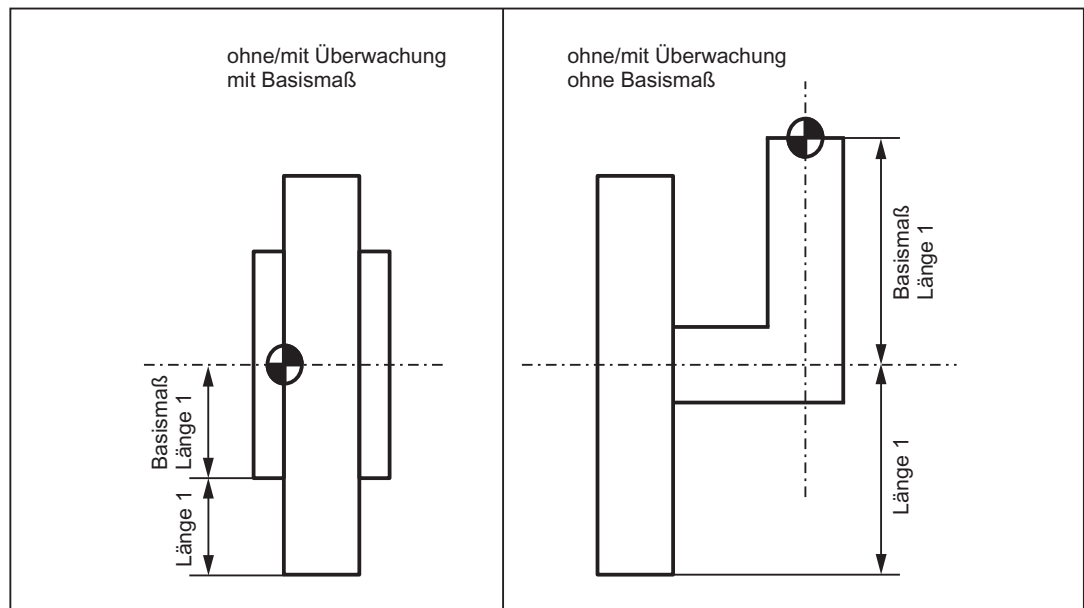 ohne/mit Überwachung
mit Basismaß
Basismaß
Länge 1
Länge 1
ohne/mit Überwachung
ohne Basismaß
Basismaß
Länge 1
Länge 1